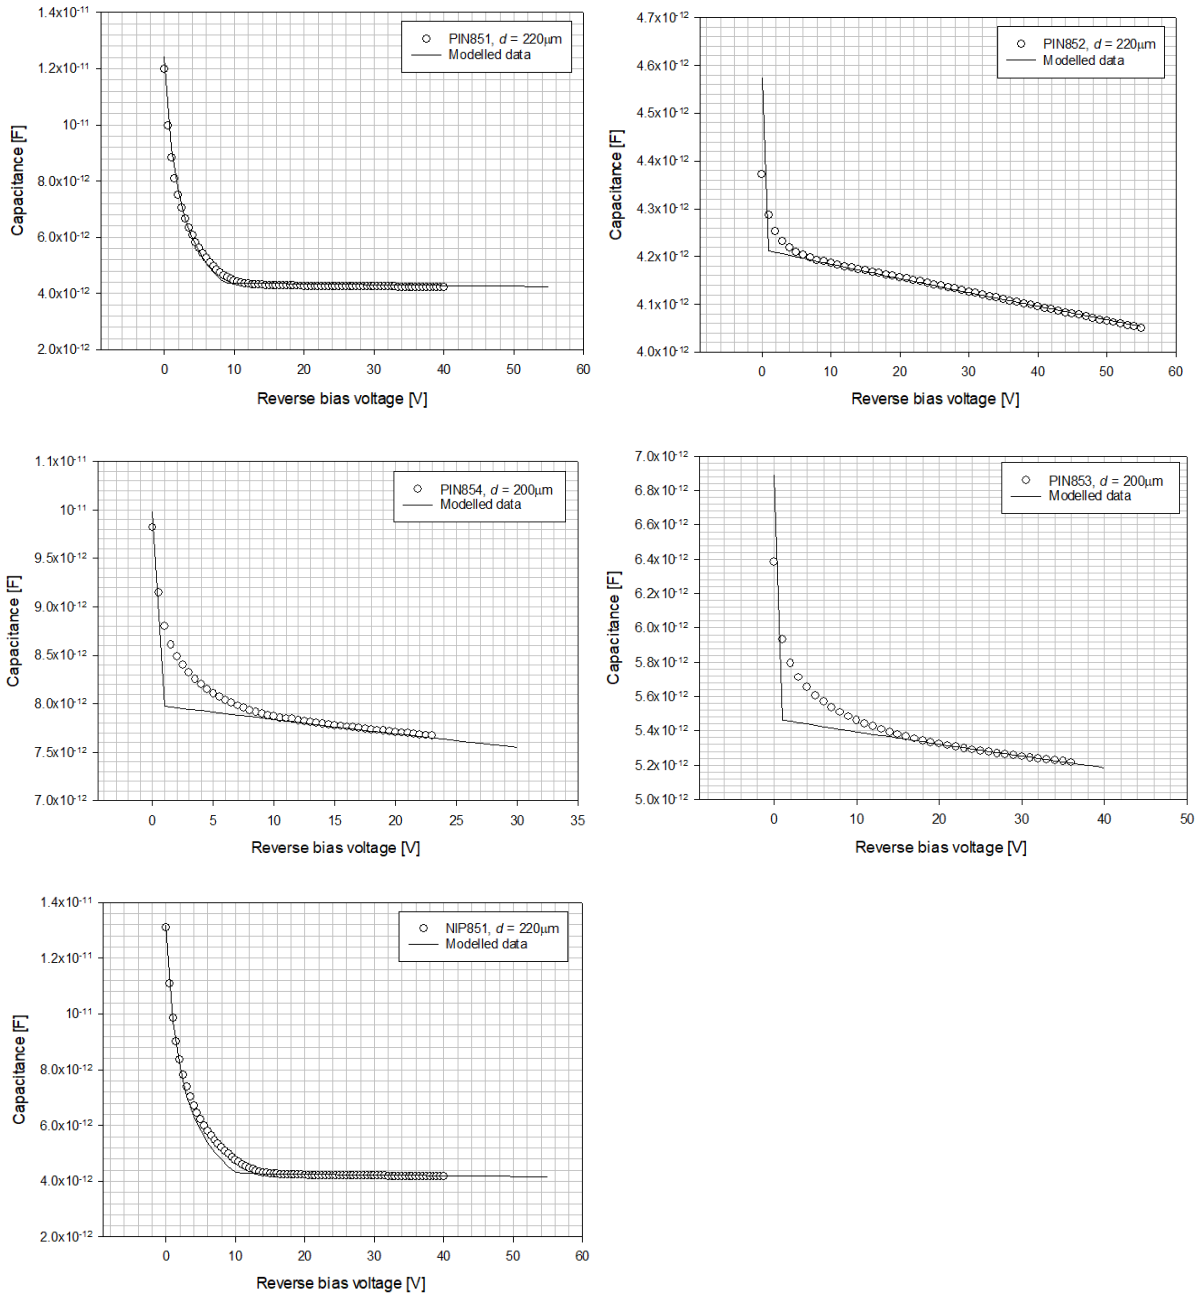 1.4x10-11
1.2x10-11
10-11
8.0x10-12
6.0x10-12
4.0x10-12
2.0x10-12
Capacitance [F]
PIN851, d = 220μm
Modelled data
0 10 20 30 40 50 60
Reverse bias voltage [V]
4.7x10-12
4.6x10-12
4.5x10-12
4.4x10-12
4.3x10-12
4.2x10-12
4.1x10-12
4.0x10-12
Capacitance [F]
PIN852, d = 220μm
Modelled data
0 10 20 30 40 50 60
Reverse bias voltage [V]
1.1x10-11
10-11
9.5x10-12
9.0x10-12
8.5x10-12
8.0x10-12
7.5x10-12
7.0x10-12
Capacitance [F]
PIN854, d = 200μm
Modelled data
0 5 10 15 20 25 30 35
Reverse bias voltage [V]
7.0x10-12
6.8x10-12
6.6x10-12
6.4x10-12
6.2x10-12
6.0x10-12
5.8x10-12
5.6x10-12
5.4x10-12
5.2x10-12
5.0x10-12
Capacitance [F]
PIN853, d = 200μm
Modelled data
0 10 20 30 40 50
Reverse bias voltage [V]
1.4x10-11
1.2x10-11
10-11
8.0x10-12
6.0x10-12
4.0x10-12
2.0x10-12
Capacitance [F]
NIP851, d = 220μm
Modelled data
0 10 20 30 40 50 60
Reverse bias voltage [V]